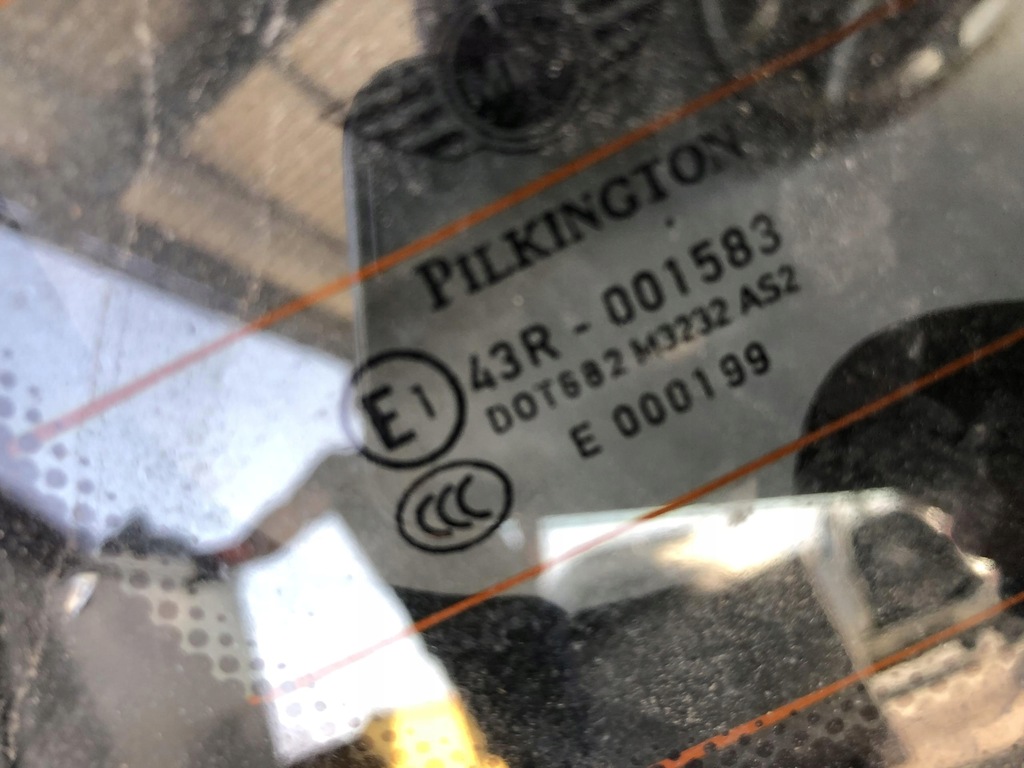 PILKINGTON
43R - 001583
E1
DOT682 M3232 AS2
E 000199
CCC